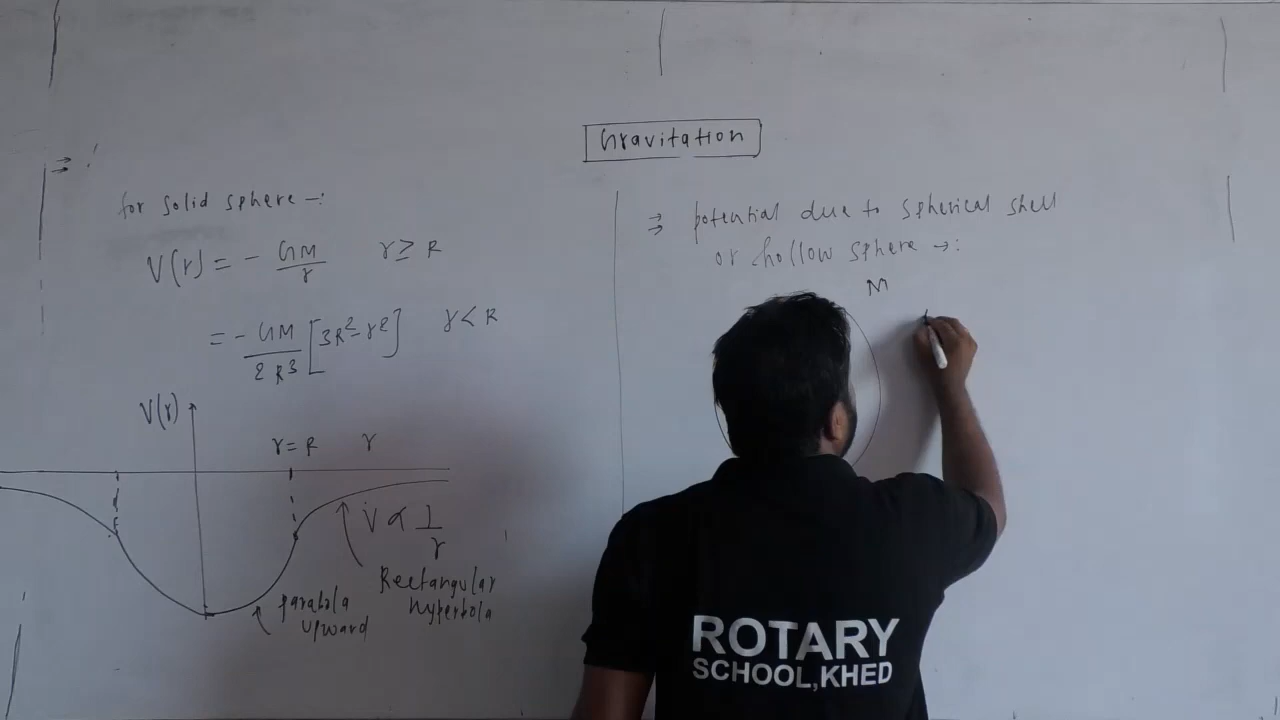 Gravitation
⇒
for solid sphere →:
V(r) = - GM/r r ≥ R
= - GM/2R³ [3R² - r²] r < R
V(r)
r = R r
V ∝ 1/r
Rectangular
hyperbola
parabola
upward
⇒ potential due to spherical shell
or hollow sphere →:
M
ROTARY
SCHOOL,KHED